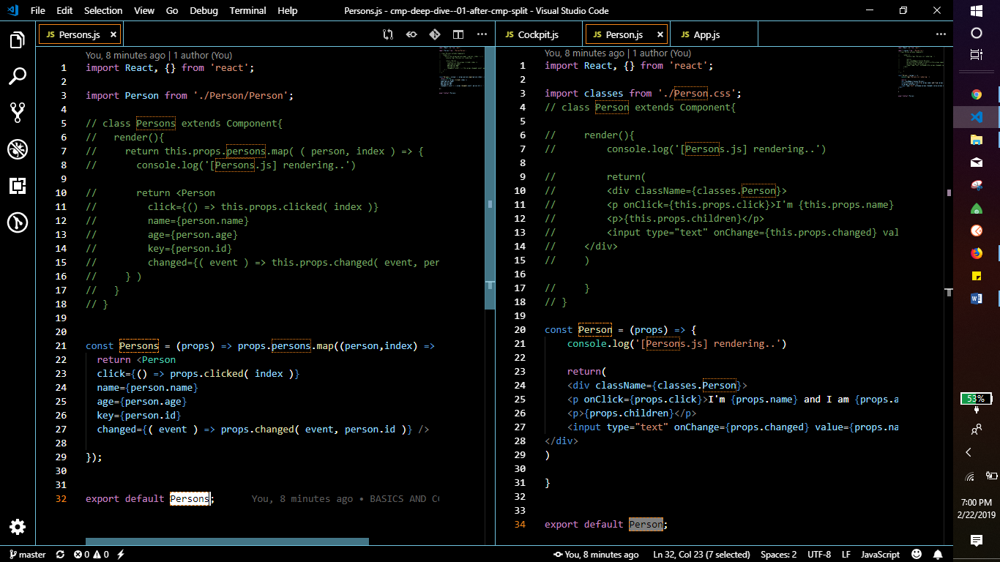 File Edit Selection View Go Debug Terminal Help Persons.js - cmp-deep-dive--01-after-cmp-split - Visual Studio Code
JS Persons.js ×
You, 8 minutes ago | 1 author (You)
1 import React, {} from 'react';
2
3 import Person from './Person/Person';
4
5 // class Persons extends Component{
6 //   render(){
7 //     return this.props.persons.map( ( person, index ) => {
8 //       console.log('[Persons.js] rendering..')
9
10 //       return <Person
11 //         click={() => this.props.clicked( index )}
12 //         name={person.name}
13 //         age={person.age}
14 //         key={person.id}
15 //         changed={( event ) => this.props.changed( event, per
16 //     } )
17 //   }
18 // }
19
20
21 const Persons = (props) => props.persons.map((person,index) =>
22   return <Person
23   click={() => props.clicked( index )}
24   name={person.name}
25   age={person.age}
26   key={person.id}
27   changed={( event ) => props.changed( event, person.id )} />
28
29 });
30
31
32 export default Persons; You, 8 minutes ago • BASICS AND CO
JS Cockpit.js JS Person.js × JS App.js
You, 8 minutes ago | 1 author (You)
1 import React, {} from 'react';
2
3 import classes from './Person.css';
4 // class Person extends Component{
5
6 //     render(){
7 //         console.log('[Persons.js] rendering..')
8
9 //         return(
10 //         <div className={classes.Person}>
11 //         <p onClick={this.props.click}>I'm {this.props.name}
12 //         <p>{this.props.children}</p>
13 //         <input type="text" onChange={this.props.changed} val
14 //     </div>
15 //     )
16
17 //     }
18 // }
19
20 const Person = (props) => {
21     console.log('[Persons.js] rendering..')
22
23     return(
24     <div className={classes.Person}>
25     <p onClick={props.click}>I'm {props.name} and I am {props.a
26     <p>{props.children}</p>
27     <input type="text" onChange={props.changed} value={props.na
28 </div>
29 )
30
31 }
32
33
34 export default Person;
53%
7:00 PM
2/22/2019
master 0 0 You, 8 minutes ago Ln 32, Col 23 (7 selected) Spaces: 2 UTF-8 LF JavaScript